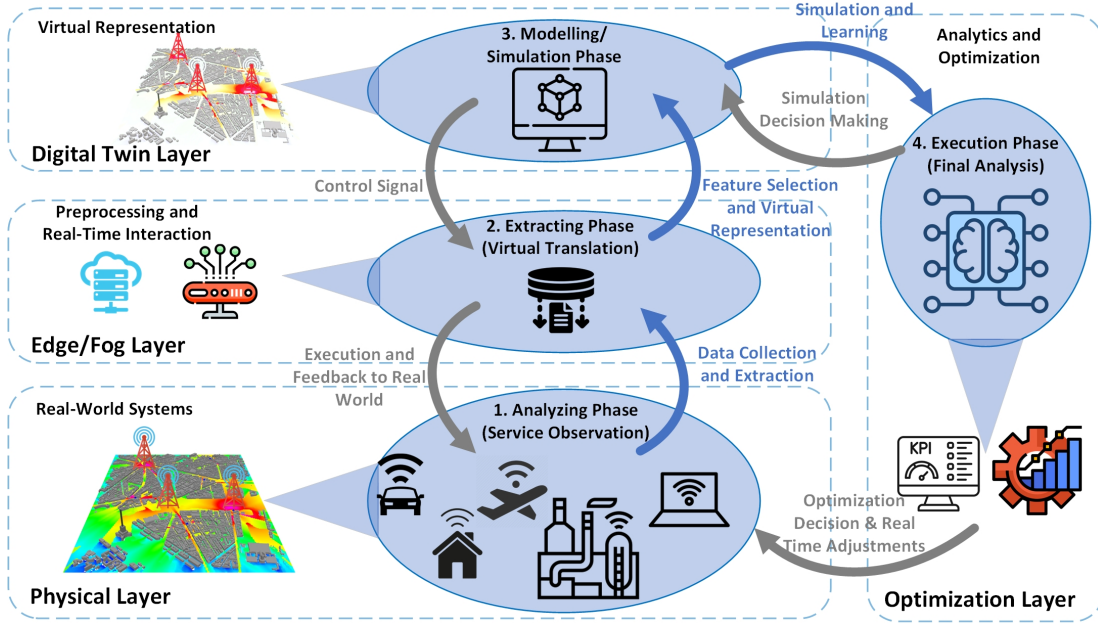 Virtual Representation
Digital Twin Layer
3. Modelling/
Simulation Phase
Simulation and
Learning
Simulation
Decision Making
Analytics and
Optimization
4. Execution Phase
(Final Analysis)
Control Signal
Feature Selection
and Virtual
Representation
Preprocessing and
Real-Time Interaction
Edge/Fog Layer
2. Extracting Phase
(Virtual Translation)
Execution and
Feedback to Real
World
Data Collection
and Extraction
Real-World Systems
Physical Layer
1. Analyzing Phase
(Service Observation)
KPI
Optimization
Decision & Real
Time Adjustments
Optimization Layer